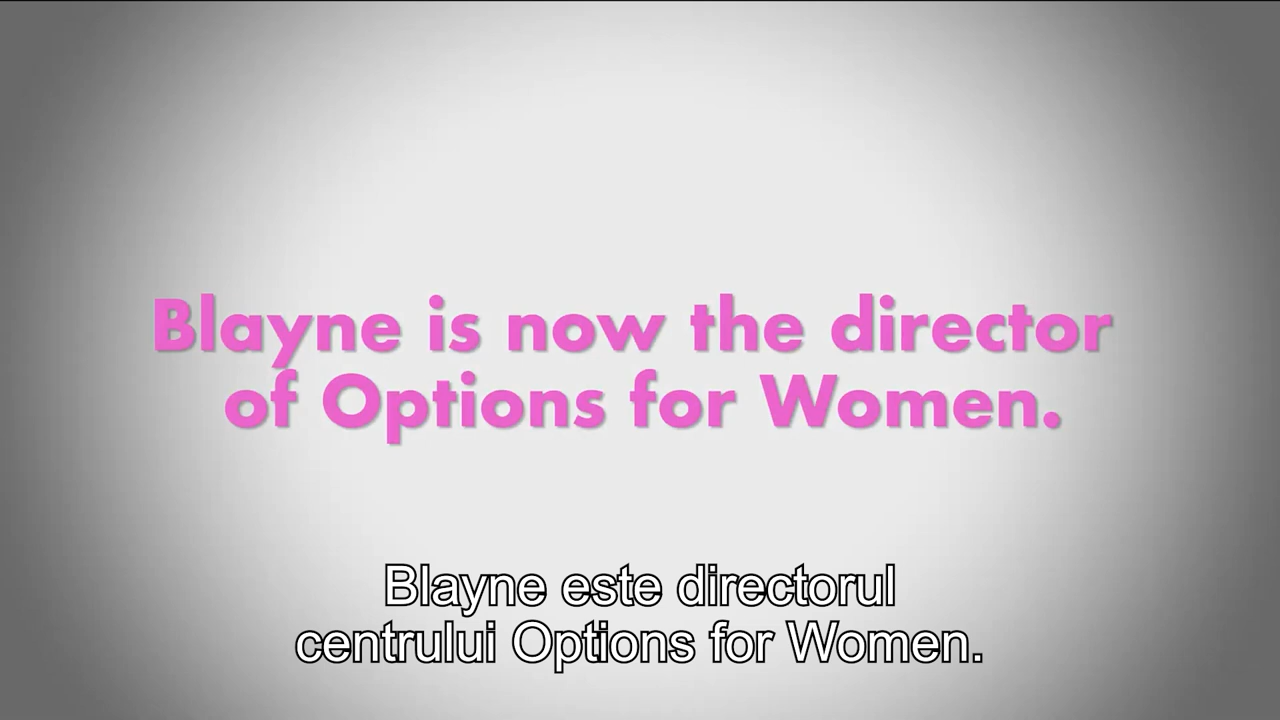 Blayne is now the director
of Options for Women.
Blayne este directorul
centrului Options for Women.